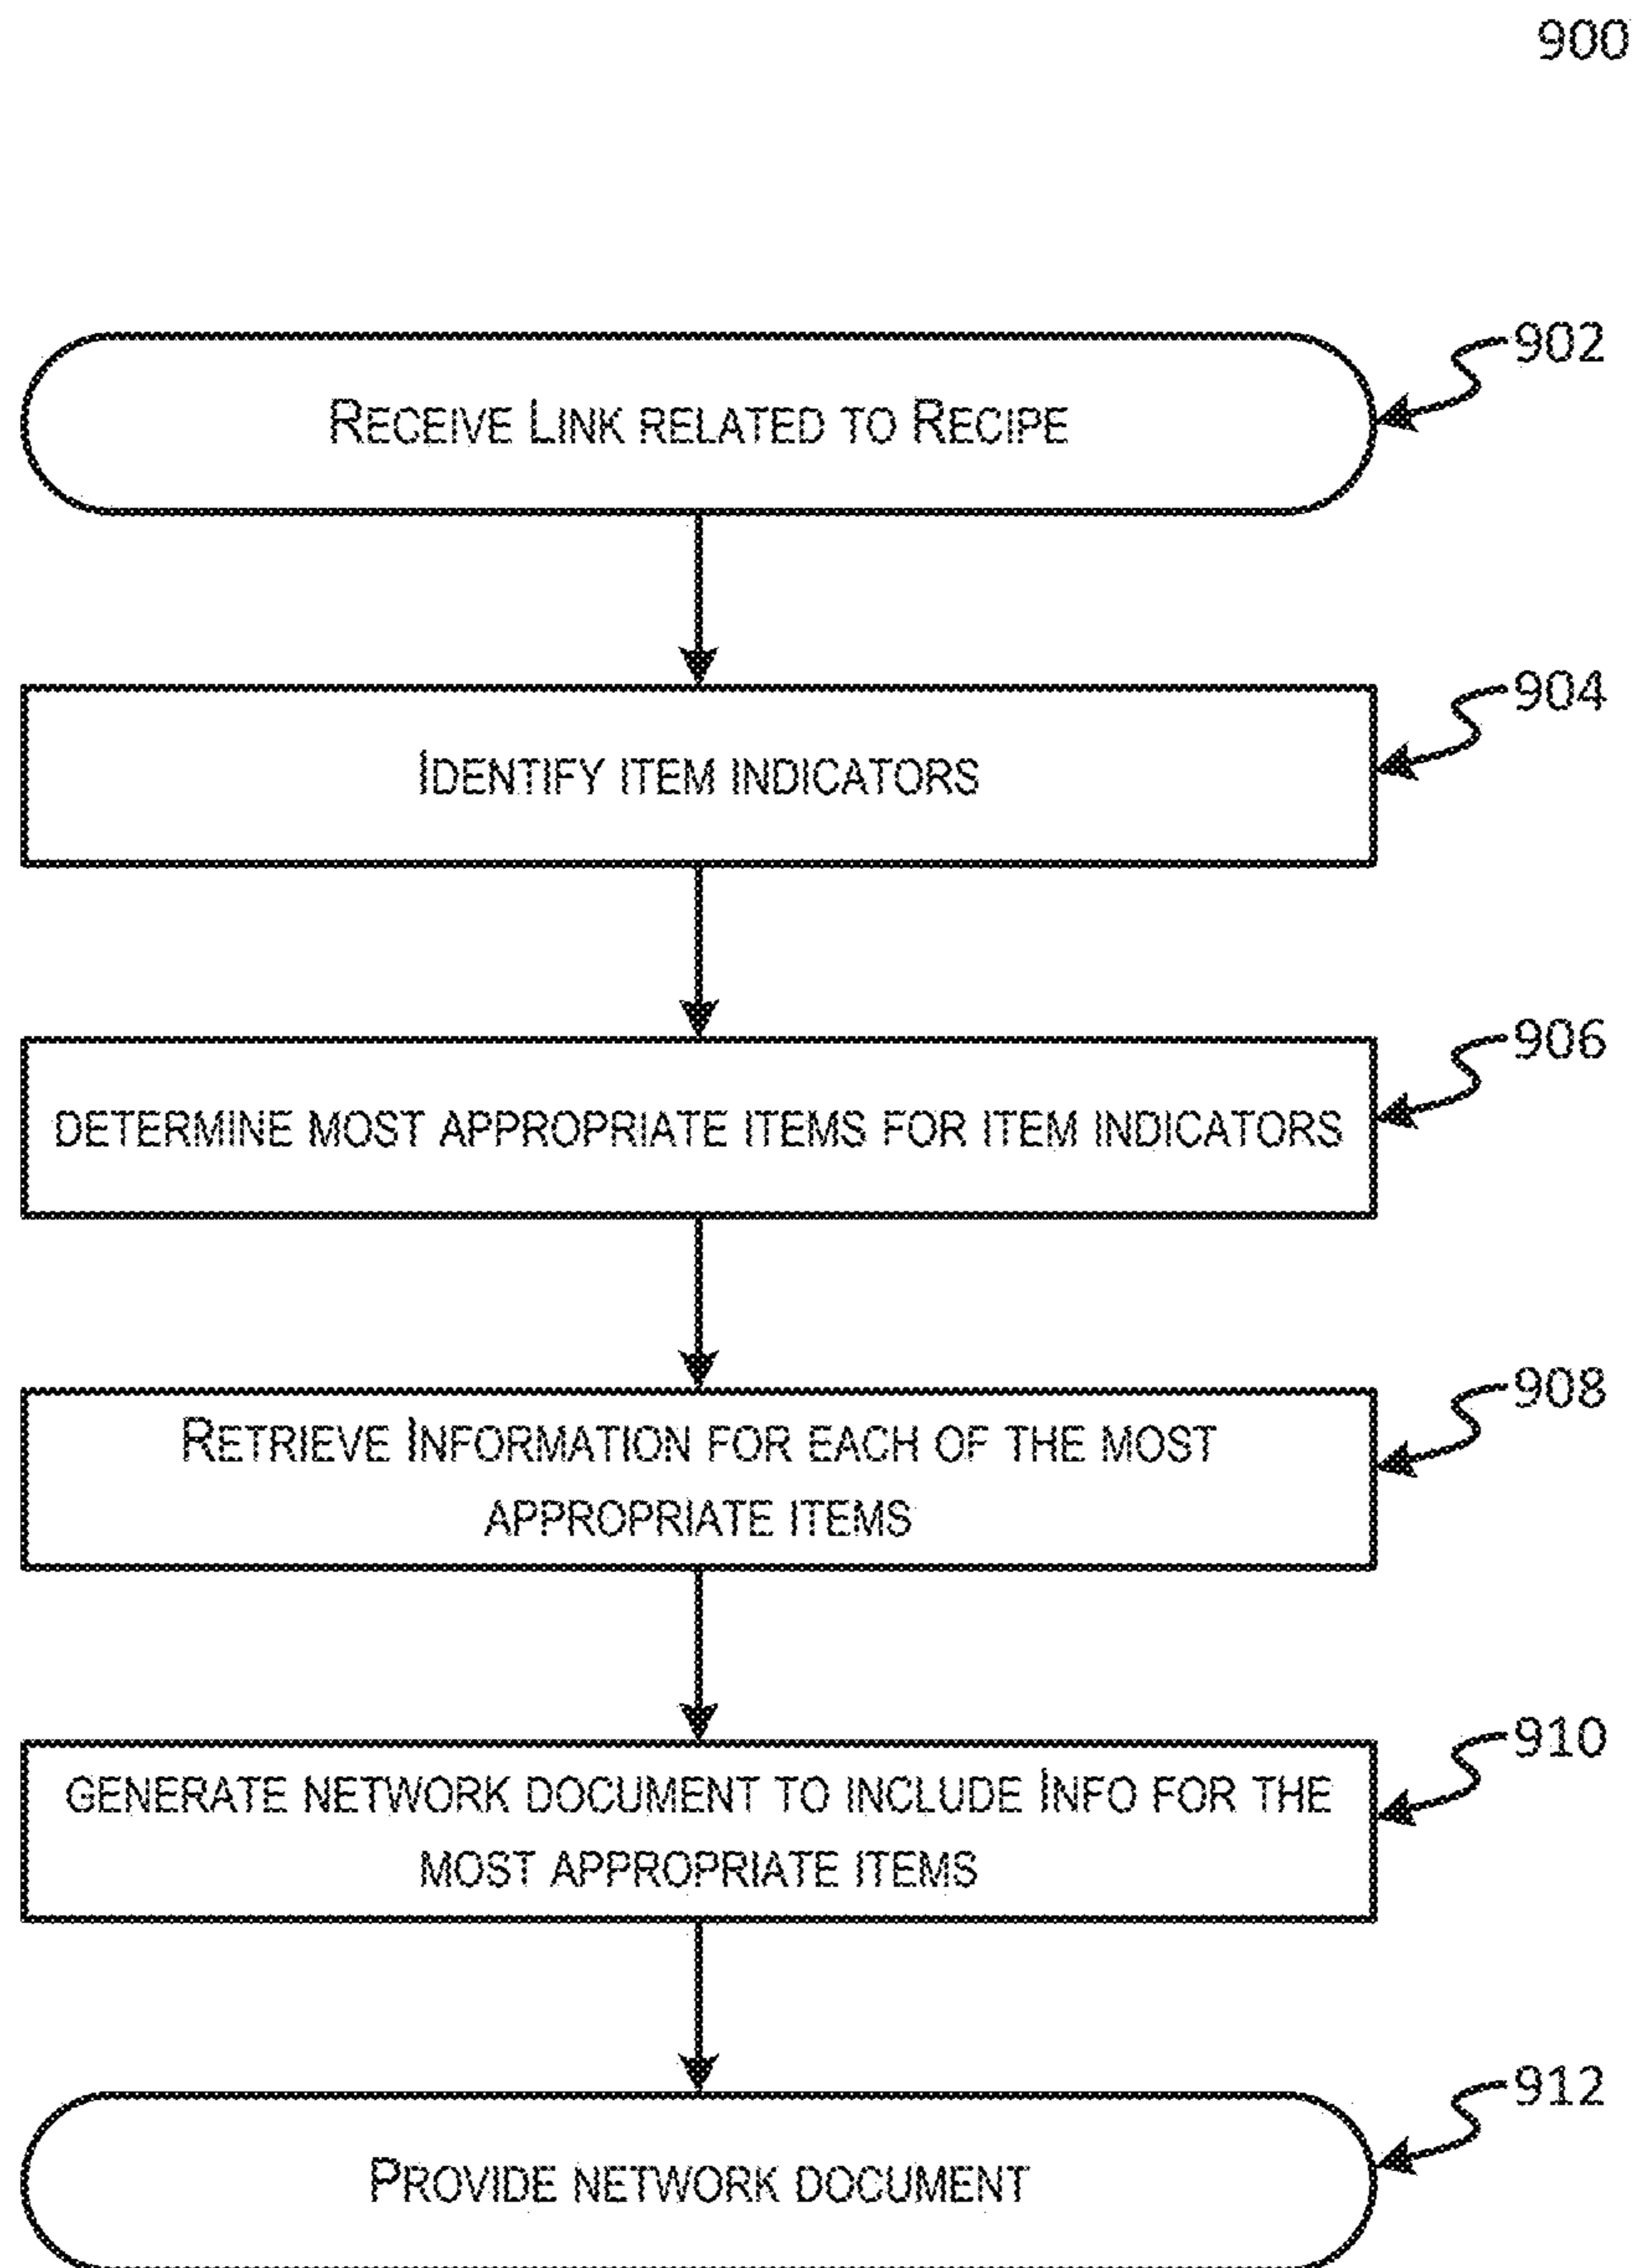 900
902
RECEIVE LINK RELATED TO RECIPE
904
IDENTIFY ITEM INDICATORS
906
DETERMINE MOST APPROPRIATE ITEMS FOR ITEM INDICATORS
908
RETRIEVE INFORMATION FOR EACH OF THE MOST
APPROPRIATE ITEMS
910
GENERATE NETWORK DOCUMENT TO INCLUDE INFO FOR THE
MOST APPROPRIATE ITEMS
912
PROVIDE NETWORK DOCUMENT